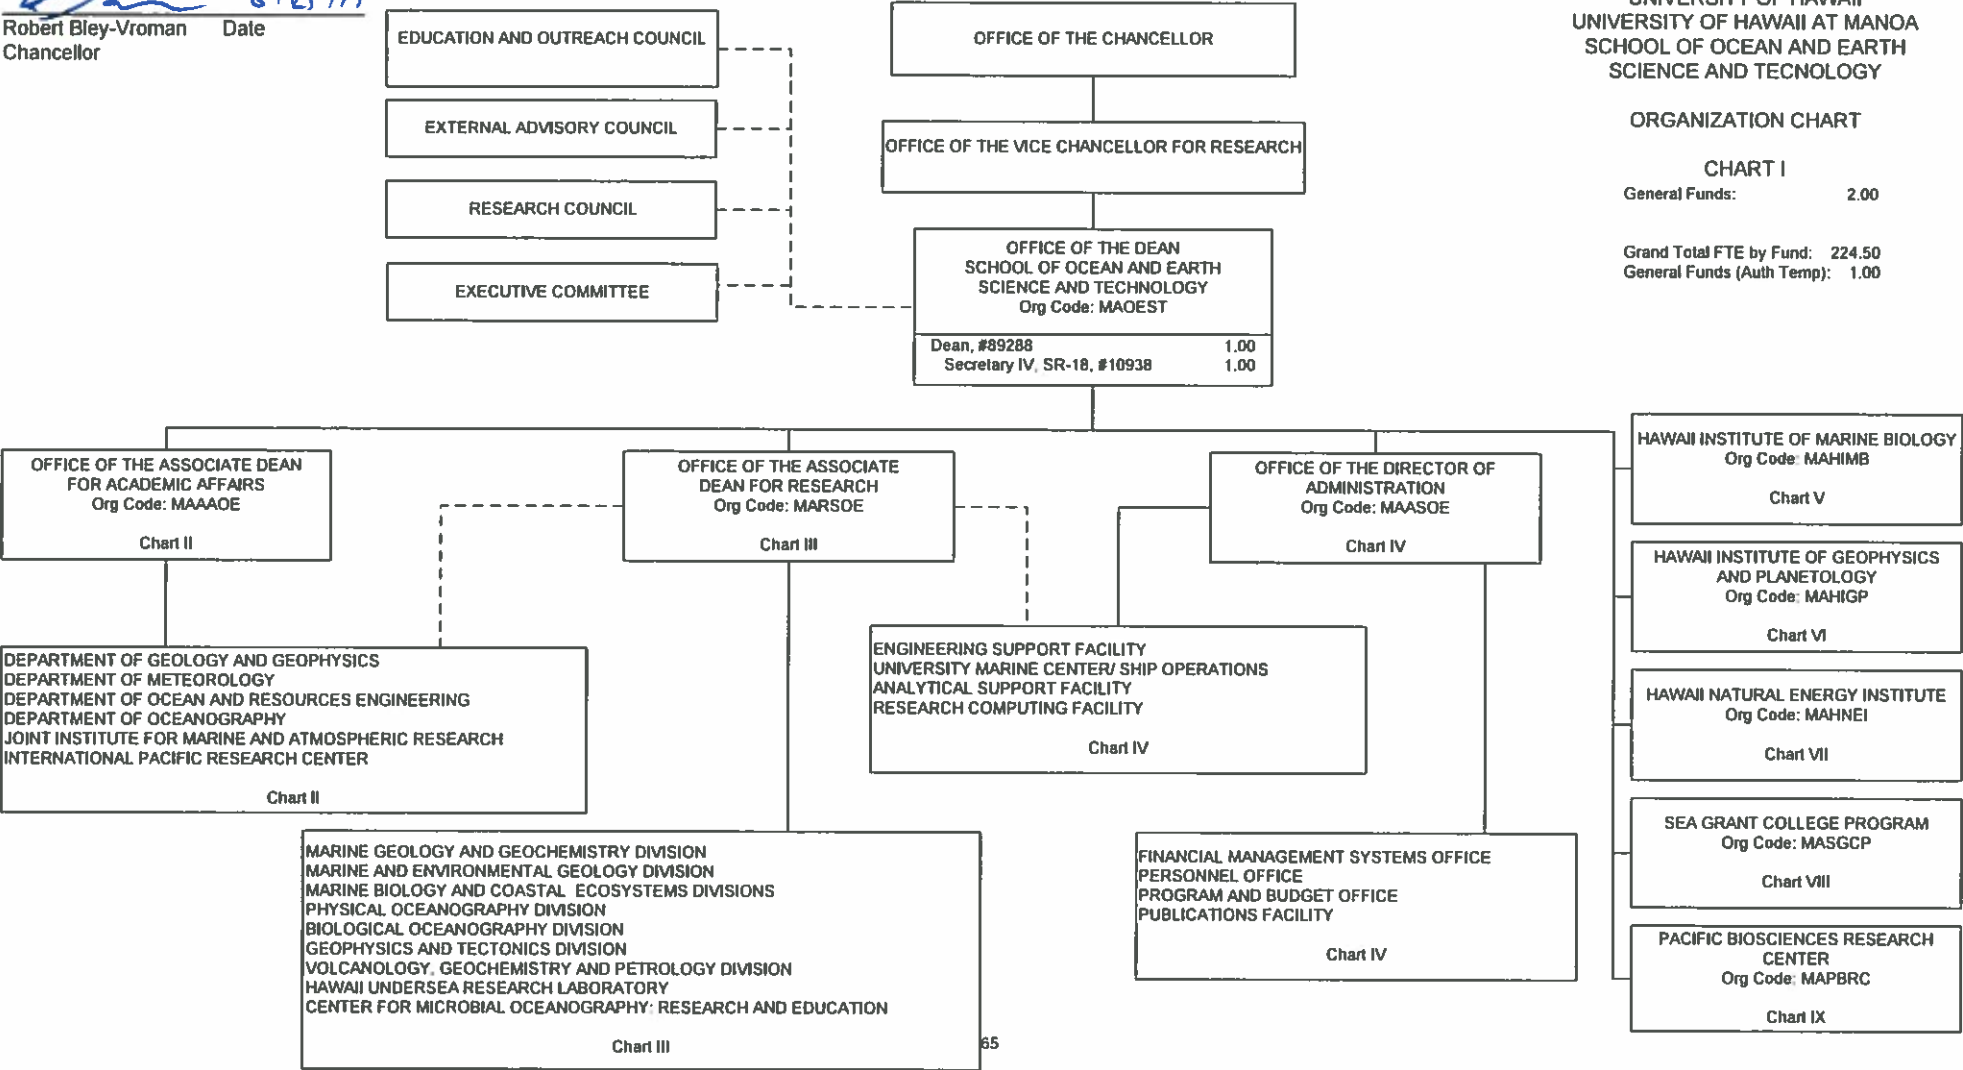 Robert Bley-Vroman Date
Chancellor
EDUCATION AND OUTREACH COUNCIL
EXTERNAL ADVISORY COUNCIL
RESEARCH COUNCIL
EXECUTIVE COMMITTEE
OFFICE OF THE CHANCELLOR
OFFICE OF THE VICE CHANCELLOR FOR RESEARCH
OFFICE OF THE DEAN
SCHOOL OF OCEAN AND EARTH
SCIENCE AND TECHNOLOGY
Org Code: MAOEST
Dean, #89288 1.00
Secretary IV, SR-18, #10938 1.00
UNIVERSITY OF HAWAII
UNIVERSITY OF HAWAII AT MANOA
SCHOOL OF OCEAN AND EARTH
SCIENCE AND TECNOLOGY
ORGANIZATION CHART
CHART I
General Funds: 2.00
Grand Total FTE by Fund: 224.50
General Funds (Auth Temp): 1.00
OFFICE OF THE ASSOCIATE DEAN
FOR ACADEMIC AFFAIRS
Org Code: MAAAOE
Chart II
OFFICE OF THE ASSOCIATE
DEAN FOR RESEARCH
Org Code: MARSOE
Chart III
OFFICE OF THE DIRECTOR OF
ADMINISTRATION
Org Code: MAASOE
Chart IV
DEPARTMENT OF GEOLOGY AND GEOPHYSICS
DEPARTMENT OF METEOROLOGY
DEPARTMENT OF OCEAN AND RESOURCES ENGINEERING
DEPARTMENT OF OCEANOGRAPHY
JOINT INSTITUTE FOR MARINE AND ATMOSPHERIC RESEARCH
INTERNATIONAL PACIFIC RESEARCH CENTER
Chart II
ENGINEERING SUPPORT FACILITY
UNIVERSITY MARINE CENTER/ SHIP OPERATIONS
ANALYTICAL SUPPORT FACILITY
RESEARCH COMPUTING FACILITY
Chart IV
MARINE GEOLOGY AND GEOCHEMISTRY DIVISION
MARINE AND ENVIRONMENTAL GEOLOGY DIVISION
MARINE BIOLOGY AND COASTAL ECOSYSTEMS DIVISIONS
PHYSICAL OCEANOGRAPHY DIVISION
BIOLOGICAL OCEANOGRAPHY DIVISION
GEOPHYSICS AND TECTONICS DIVISION
VOLCANOLOGY, GEOCHEMISTRY AND PETROLOGY DIVISION
HAWAII UNDERSEA RESEARCH LABORATORY
CENTER FOR MICROBIAL OCEANOGRAPHY: RESEARCH AND EDUCATION
Chart III
FINANCIAL MANAGEMENT SYSTEMS OFFICE
PERSONNEL OFFICE
PROGRAM AND BUDGET OFFICE
PUBLICATIONS FACILITY
Chart IV
HAWAII INSTITUTE OF MARINE BIOLOGY
Org Code: MAHIMB
Chart V
HAWAII INSTITUTE OF GEOPHYSICS
AND PLANETOLOGY
Org Code: MAHIGP
Chart VI
HAWAII NATURAL ENERGY INSTITUTE
Org Code: MAHNEI
Chart VII
SEA GRANT COLLEGE PROGRAM
Org Code: MASGCP
Chart VIII
PACIFIC BIOSCIENCES RESEARCH
CENTER
Org Code: MAPBRC
Chart IX
65